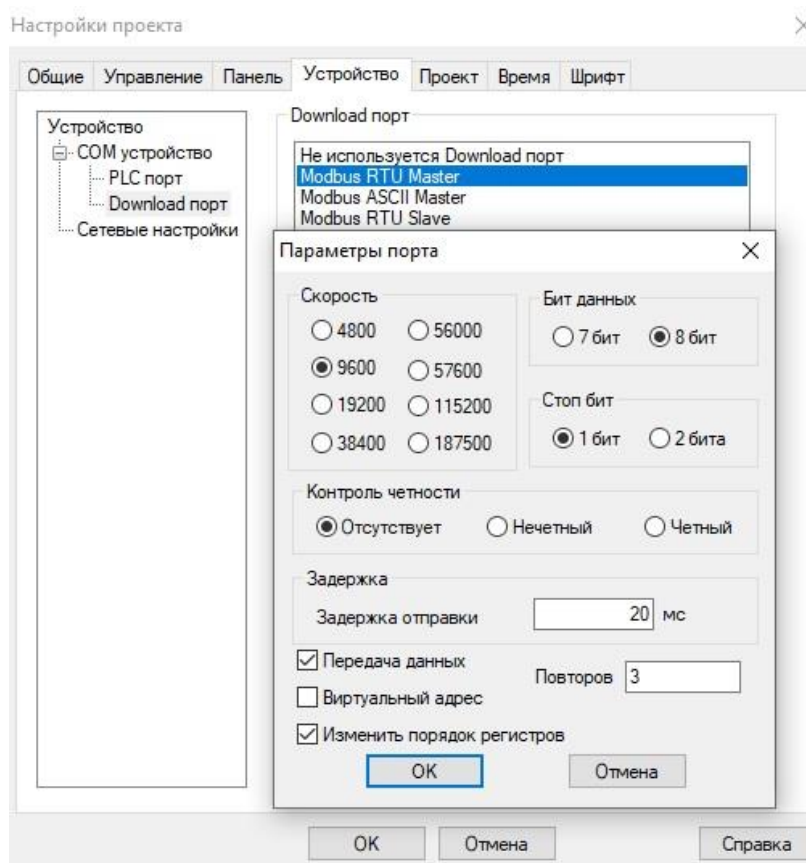 Настройки проекта
Общие Управление Панель Устройство Проект Время Шрифт
Устройство
COM устройство
PLC порт
Download порт
Сетевые настройки
Download порт
Не используется Download порт
Modbus RTU Master
Modbus ASCII Master
Modbus RTU Slave
Параметры порта
Скорость
4800 56000
9600 57600
19200 115200
38400 187500
Бит данных
7 бит 8 бит
Стоп бит
1 бит 2 бита
Контроль четности
Отсутствует Нечетный Четный
Задержка
Задержка отправки 20 мс
Передача данных
Виртуальный адрес
Повторов 3
Изменить порядок регистров
OK Отмена
OK Отмена Справка